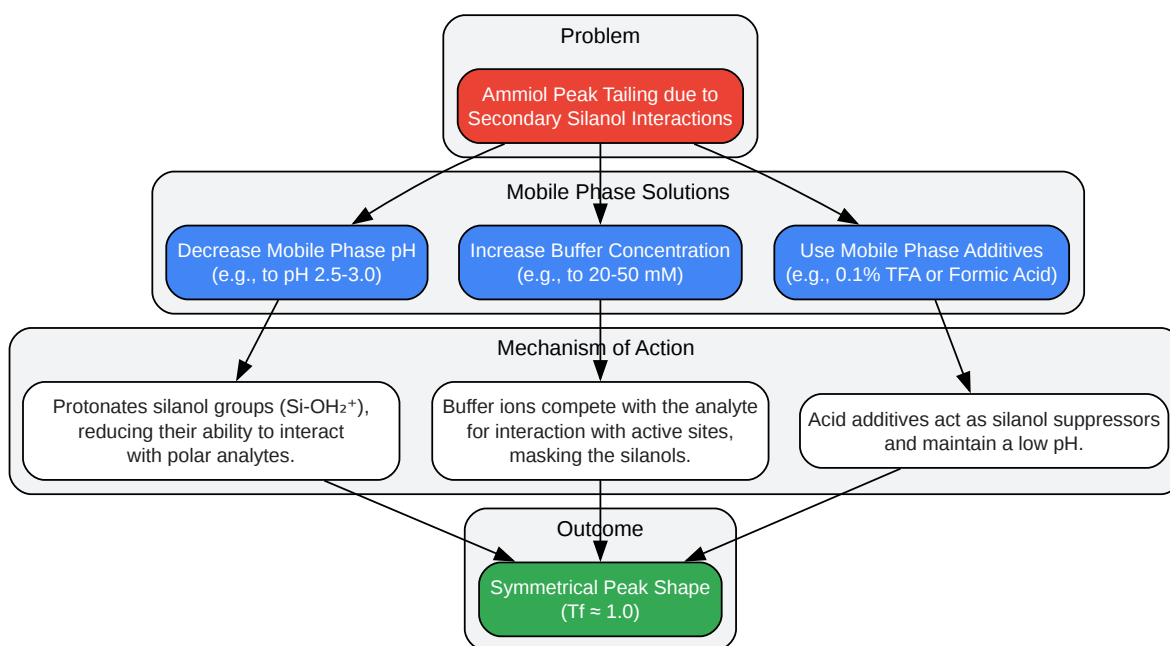 Problem
Ammiol Peak Tailing due to
Secondary Silanol Interactions
Mobile Phase Solutions
Decrease Mobile Phase pH
(e.g., to pH 2.5-3.0)
Increase Buffer Concentration
(e.g., to 20-50 mM)
Use Mobile Phase Additives
(e.g., 0.1% TFA or Formic Acid)
Mechanism of Action
Protonates silanol groups (Si-OH₂⁺),
reducing their ability to interact
with polar analytes.
Buffer ions compete with the analyte
for interaction with active sites,
masking the silanols.
Acid additives act as silanol suppressors
and maintain a low pH.
Outcome
Symmetrical Peak Shape
(Tf ≈ 1.0)